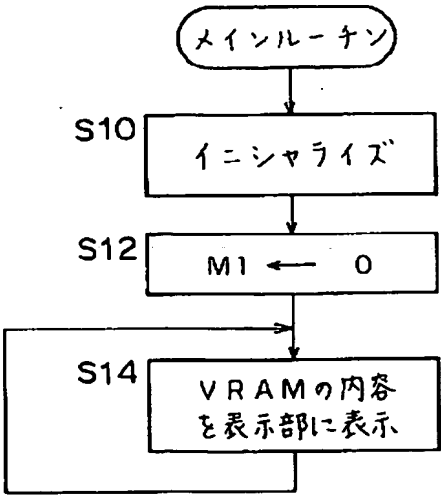 メインルーチン
S10
イニシャライズ
S12
M1 ← 0
S14
VRAMの内容
を表示部に表示